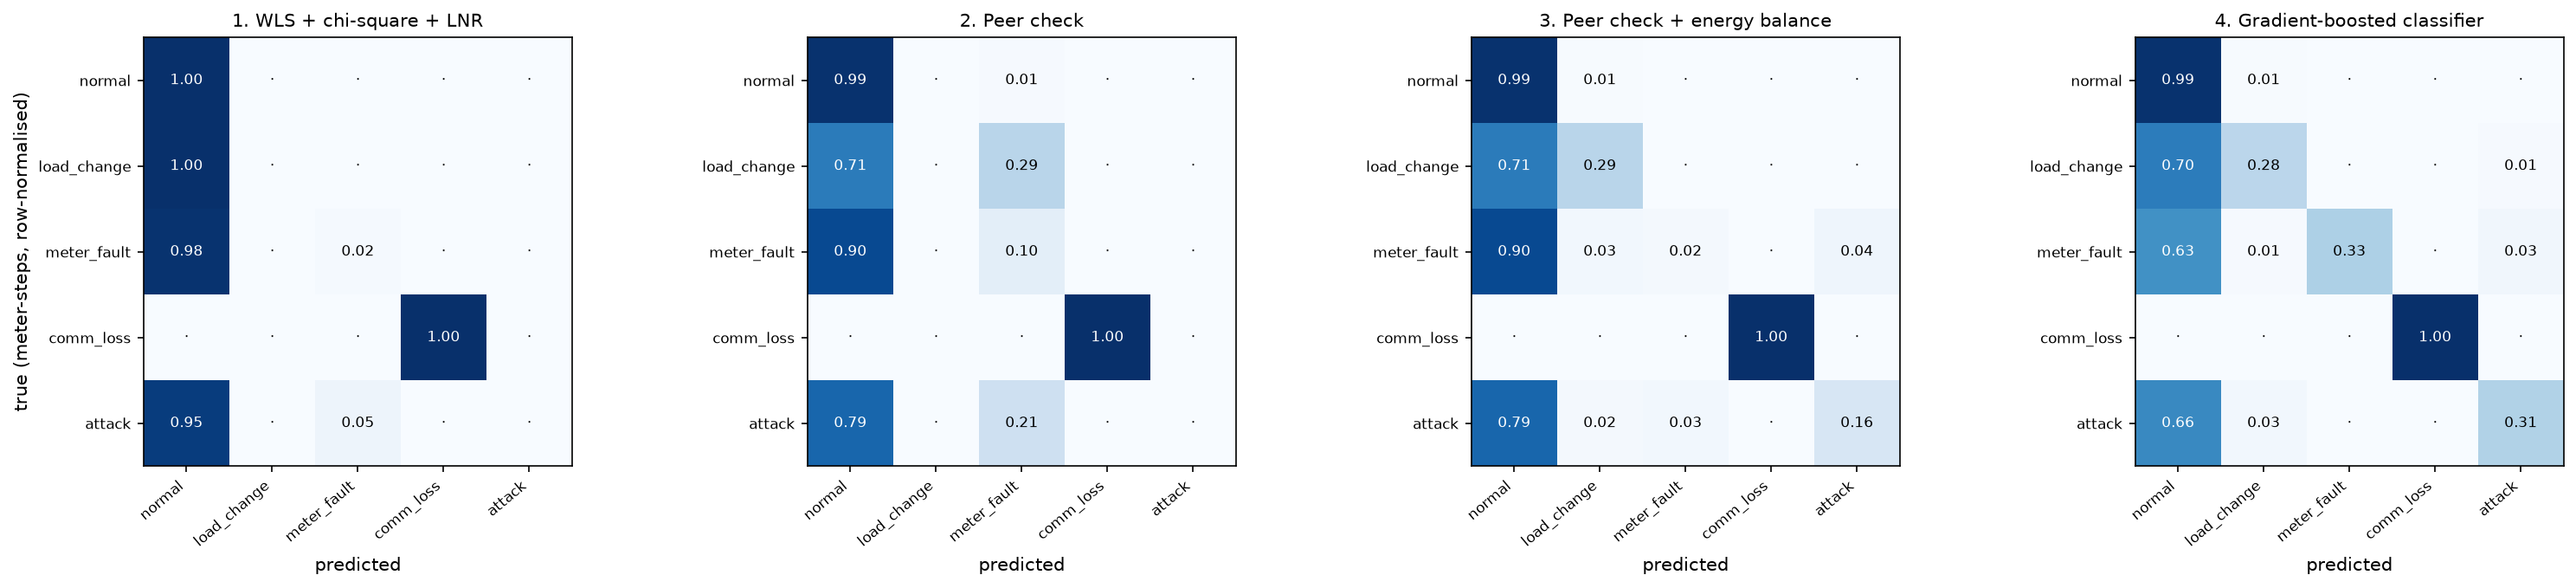 1. WLS + chi-square + LNR
true (meter-steps, row-normalised)
normal 1.00 · · · ·
load_change 1.00 · · · ·
meter_fault 0.98 · 0.02 · ·
comm_loss · · · 1.00 ·
attack 0.95 · 0.05 · ·
normal load_change meter_fault comm_loss attack
predicted
2. Peer check
normal 0.99 · 0.01 · ·
load_change 0.71 · 0.29 · ·
meter_fault 0.90 · 0.10 · ·
comm_loss · · · 1.00 ·
attack 0.79 · 0.21 · ·
normal load_change meter_fault comm_loss attack
predicted
3. Peer check + energy balance
normal 0.99 0.01 · · ·
load_change 0.71 0.29 · · ·
meter_fault 0.90 0.03 0.02 · 0.04
comm_loss · · · 1.00 ·
attack 0.79 0.02 0.03 · 0.16
normal load_change meter_fault comm_loss attack
predicted
4. Gradient-boosted classifier
normal 0.99 0.01 · · ·
load_change 0.70 0.28 · · 0.01
meter_fault 0.63 0.01 0.33 · 0.03
comm_loss · · · 1.00 ·
attack 0.66 0.03 · · 0.31
normal load_change meter_fault comm_loss attack
predicted